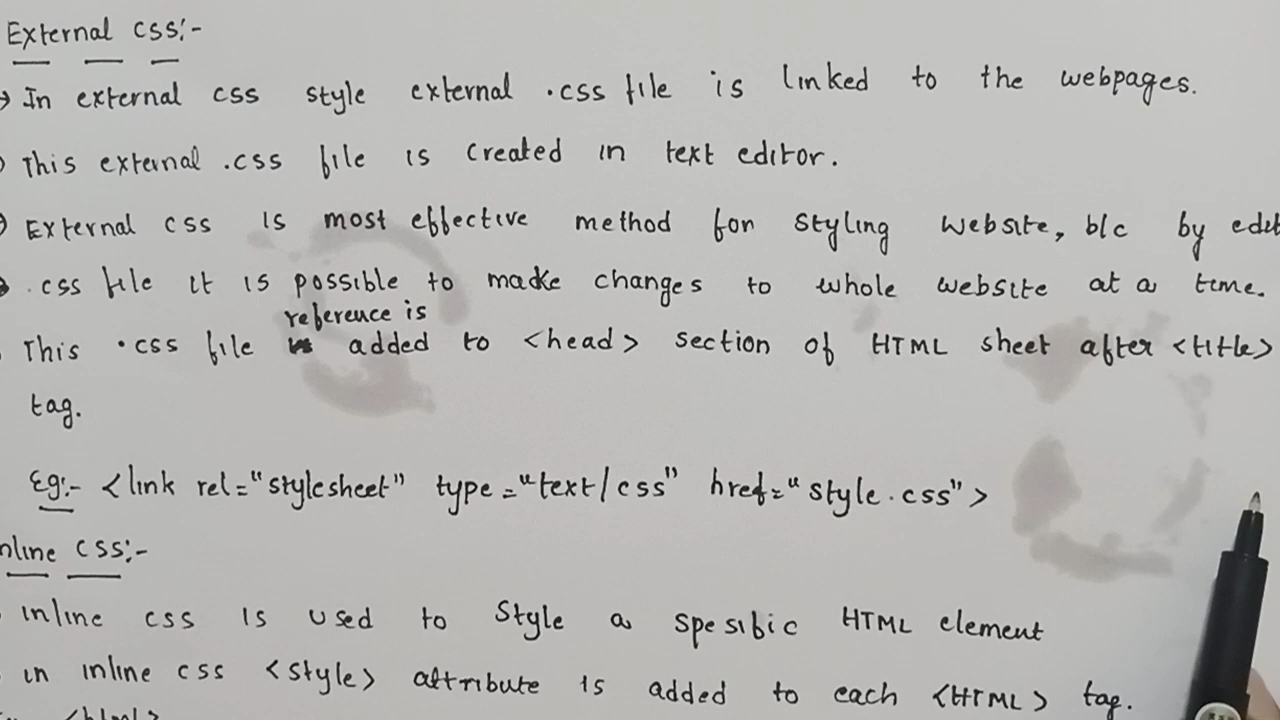 External css:-
→ In external css style external .css file is linked to the webpages.
This external .css file is created in text editor.
→ External css is most effective method for styling website, b/c by edit
→ .css file it is possible to make changes to whole website at a time.
reference is
This .css file added to <head> section of HTML sheet after <title>
tag.
Eg:- <link rel="stylesheet" type="text/css" href="style.css">
nline css:-
inline css is used to style a spesibic HTML element
in inline css <style> attribute is added to each <HTML> tag.
<html>